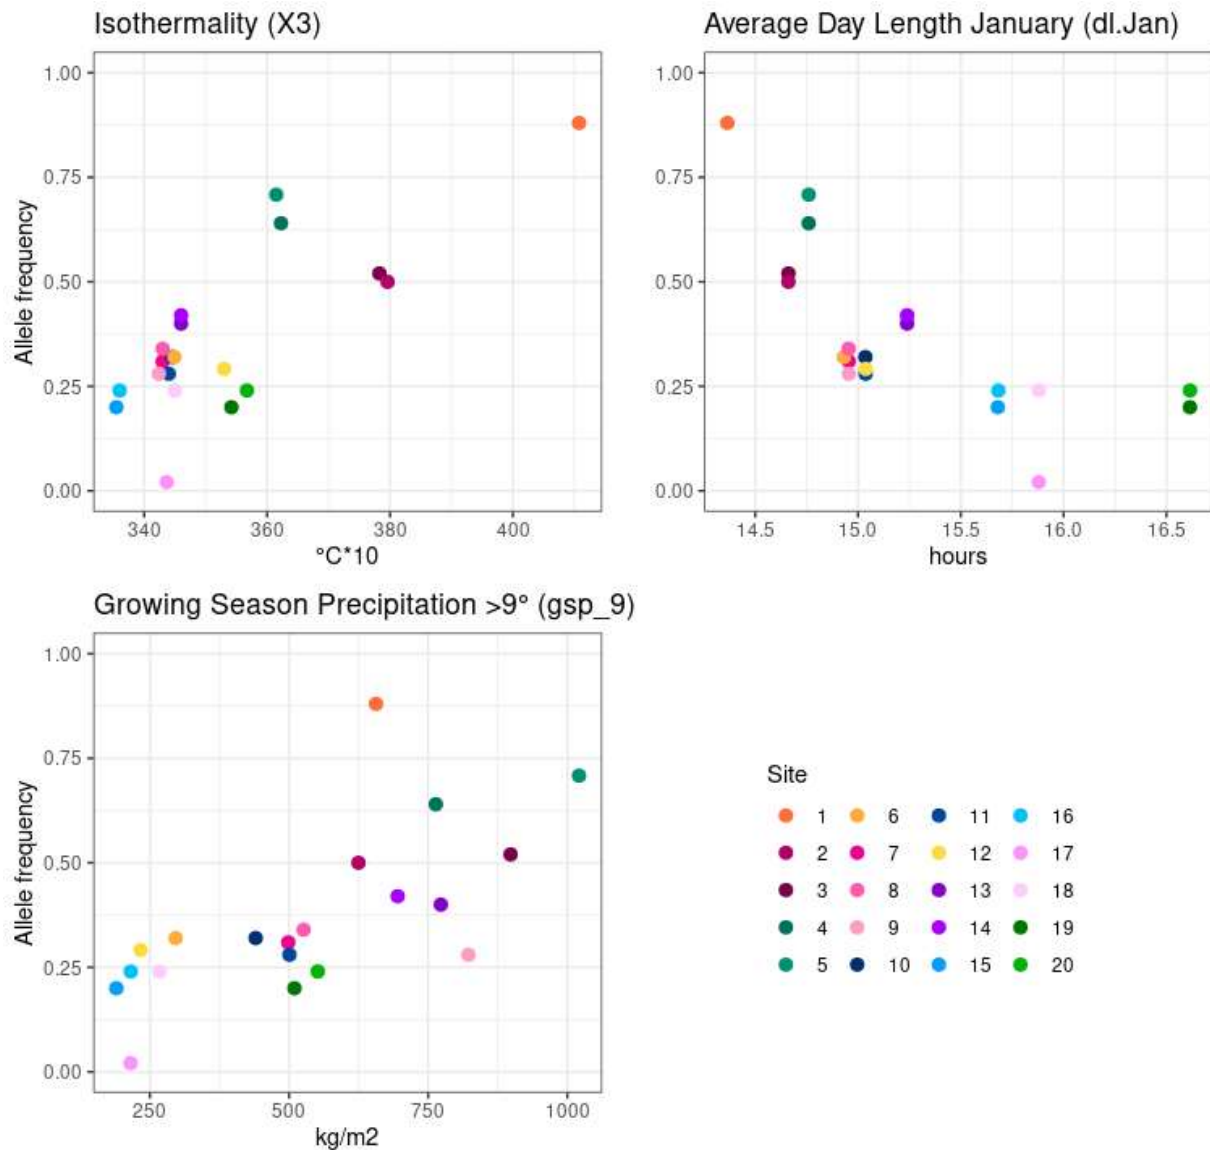 Isothermality (X3)
Allele frequency
1.00
0.75
0.50
0.25
0.00
340 360 380 400
°C*10
Average Day Length January (dl.Jan)
1.00
0.75
0.50
0.25
0.00
14.5 15.0 15.5 16.0 16.5
hours
Growing Season Precipitation >9° (gsp_9)
Allele frequency
1.00
0.75
0.50
0.25
0.00
250 500 750 1000
kg/m2
Site
1 6 11 16
2 7 12 17
3 8 13 18
4 9 14 19
5 10 15 20